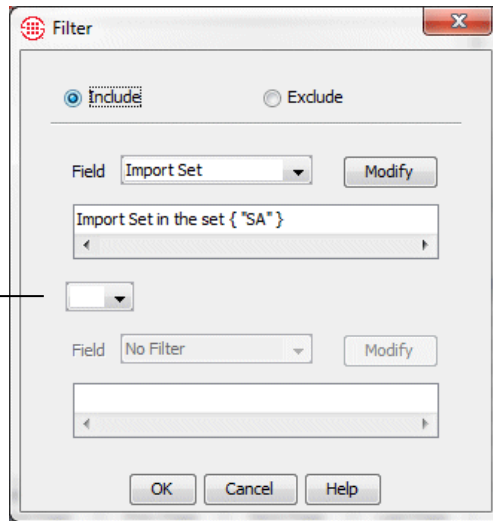 Filter
Include Exclude
Field Import Set Modify
Import Set in the set { "SA" }
Field No Filter Modify
OK Cancel Help